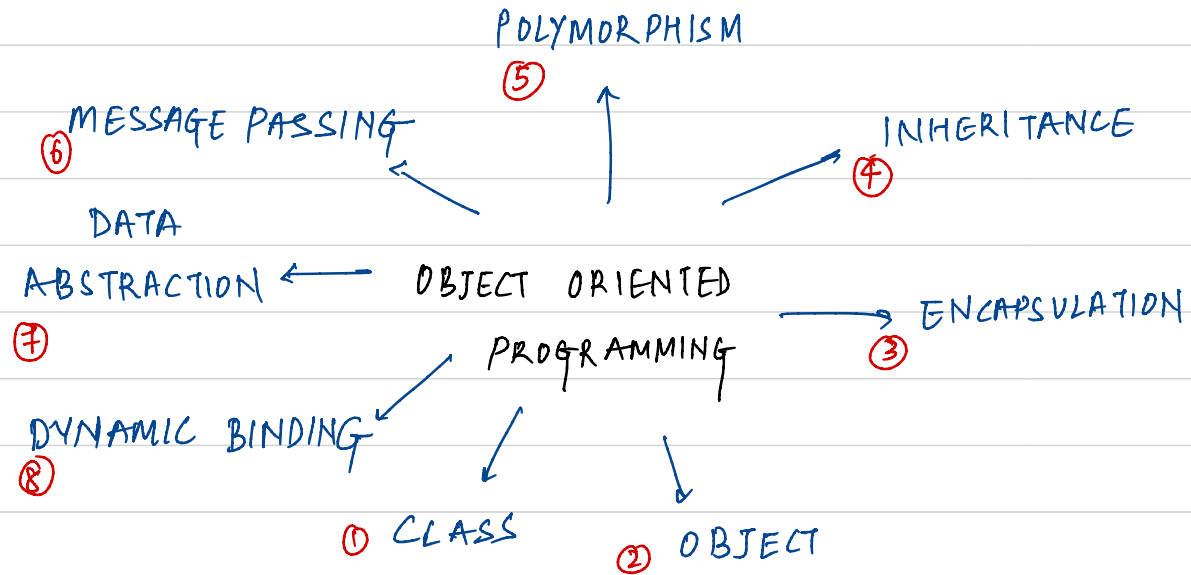 POLYMORPHISM
5
MESSAGE PASSING
6
INHERITANCE
4
DATA
ABSTRACTION
7
OBJECT ORIENTED
PROGRAMMING
ENCAPSULATION
3
DYNAMIC BINDING
8
1 CLASS
2 OBJECT